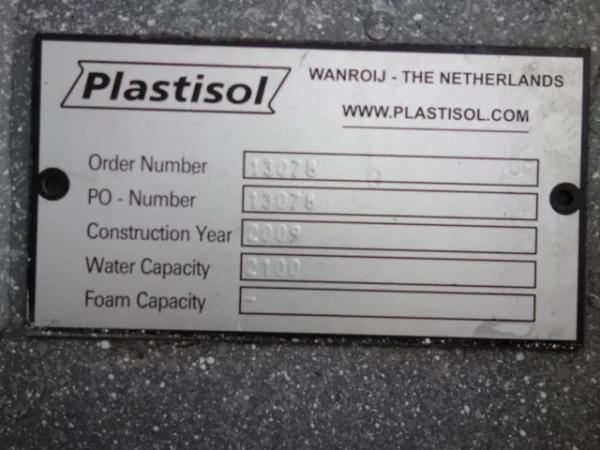 Plastisol
WANROIJ - THE NETHERLANDS
WWW.PLASTISOL.COM
Order Number 13078
PO - Number 13078
Construction Year 2009
Water Capacity 2100
Foam Capacity -